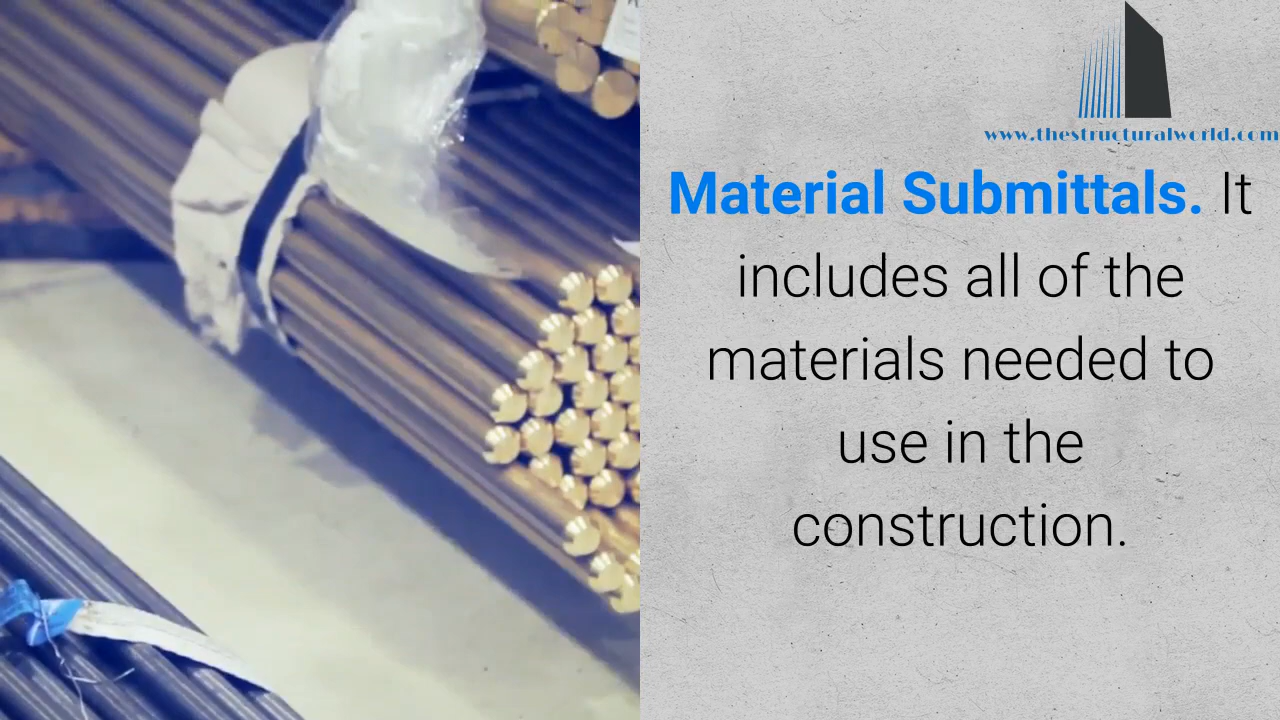 www.thestructuralworld.com
Material Submittals. It
includes all of the
materials needed to
use in the
construction.